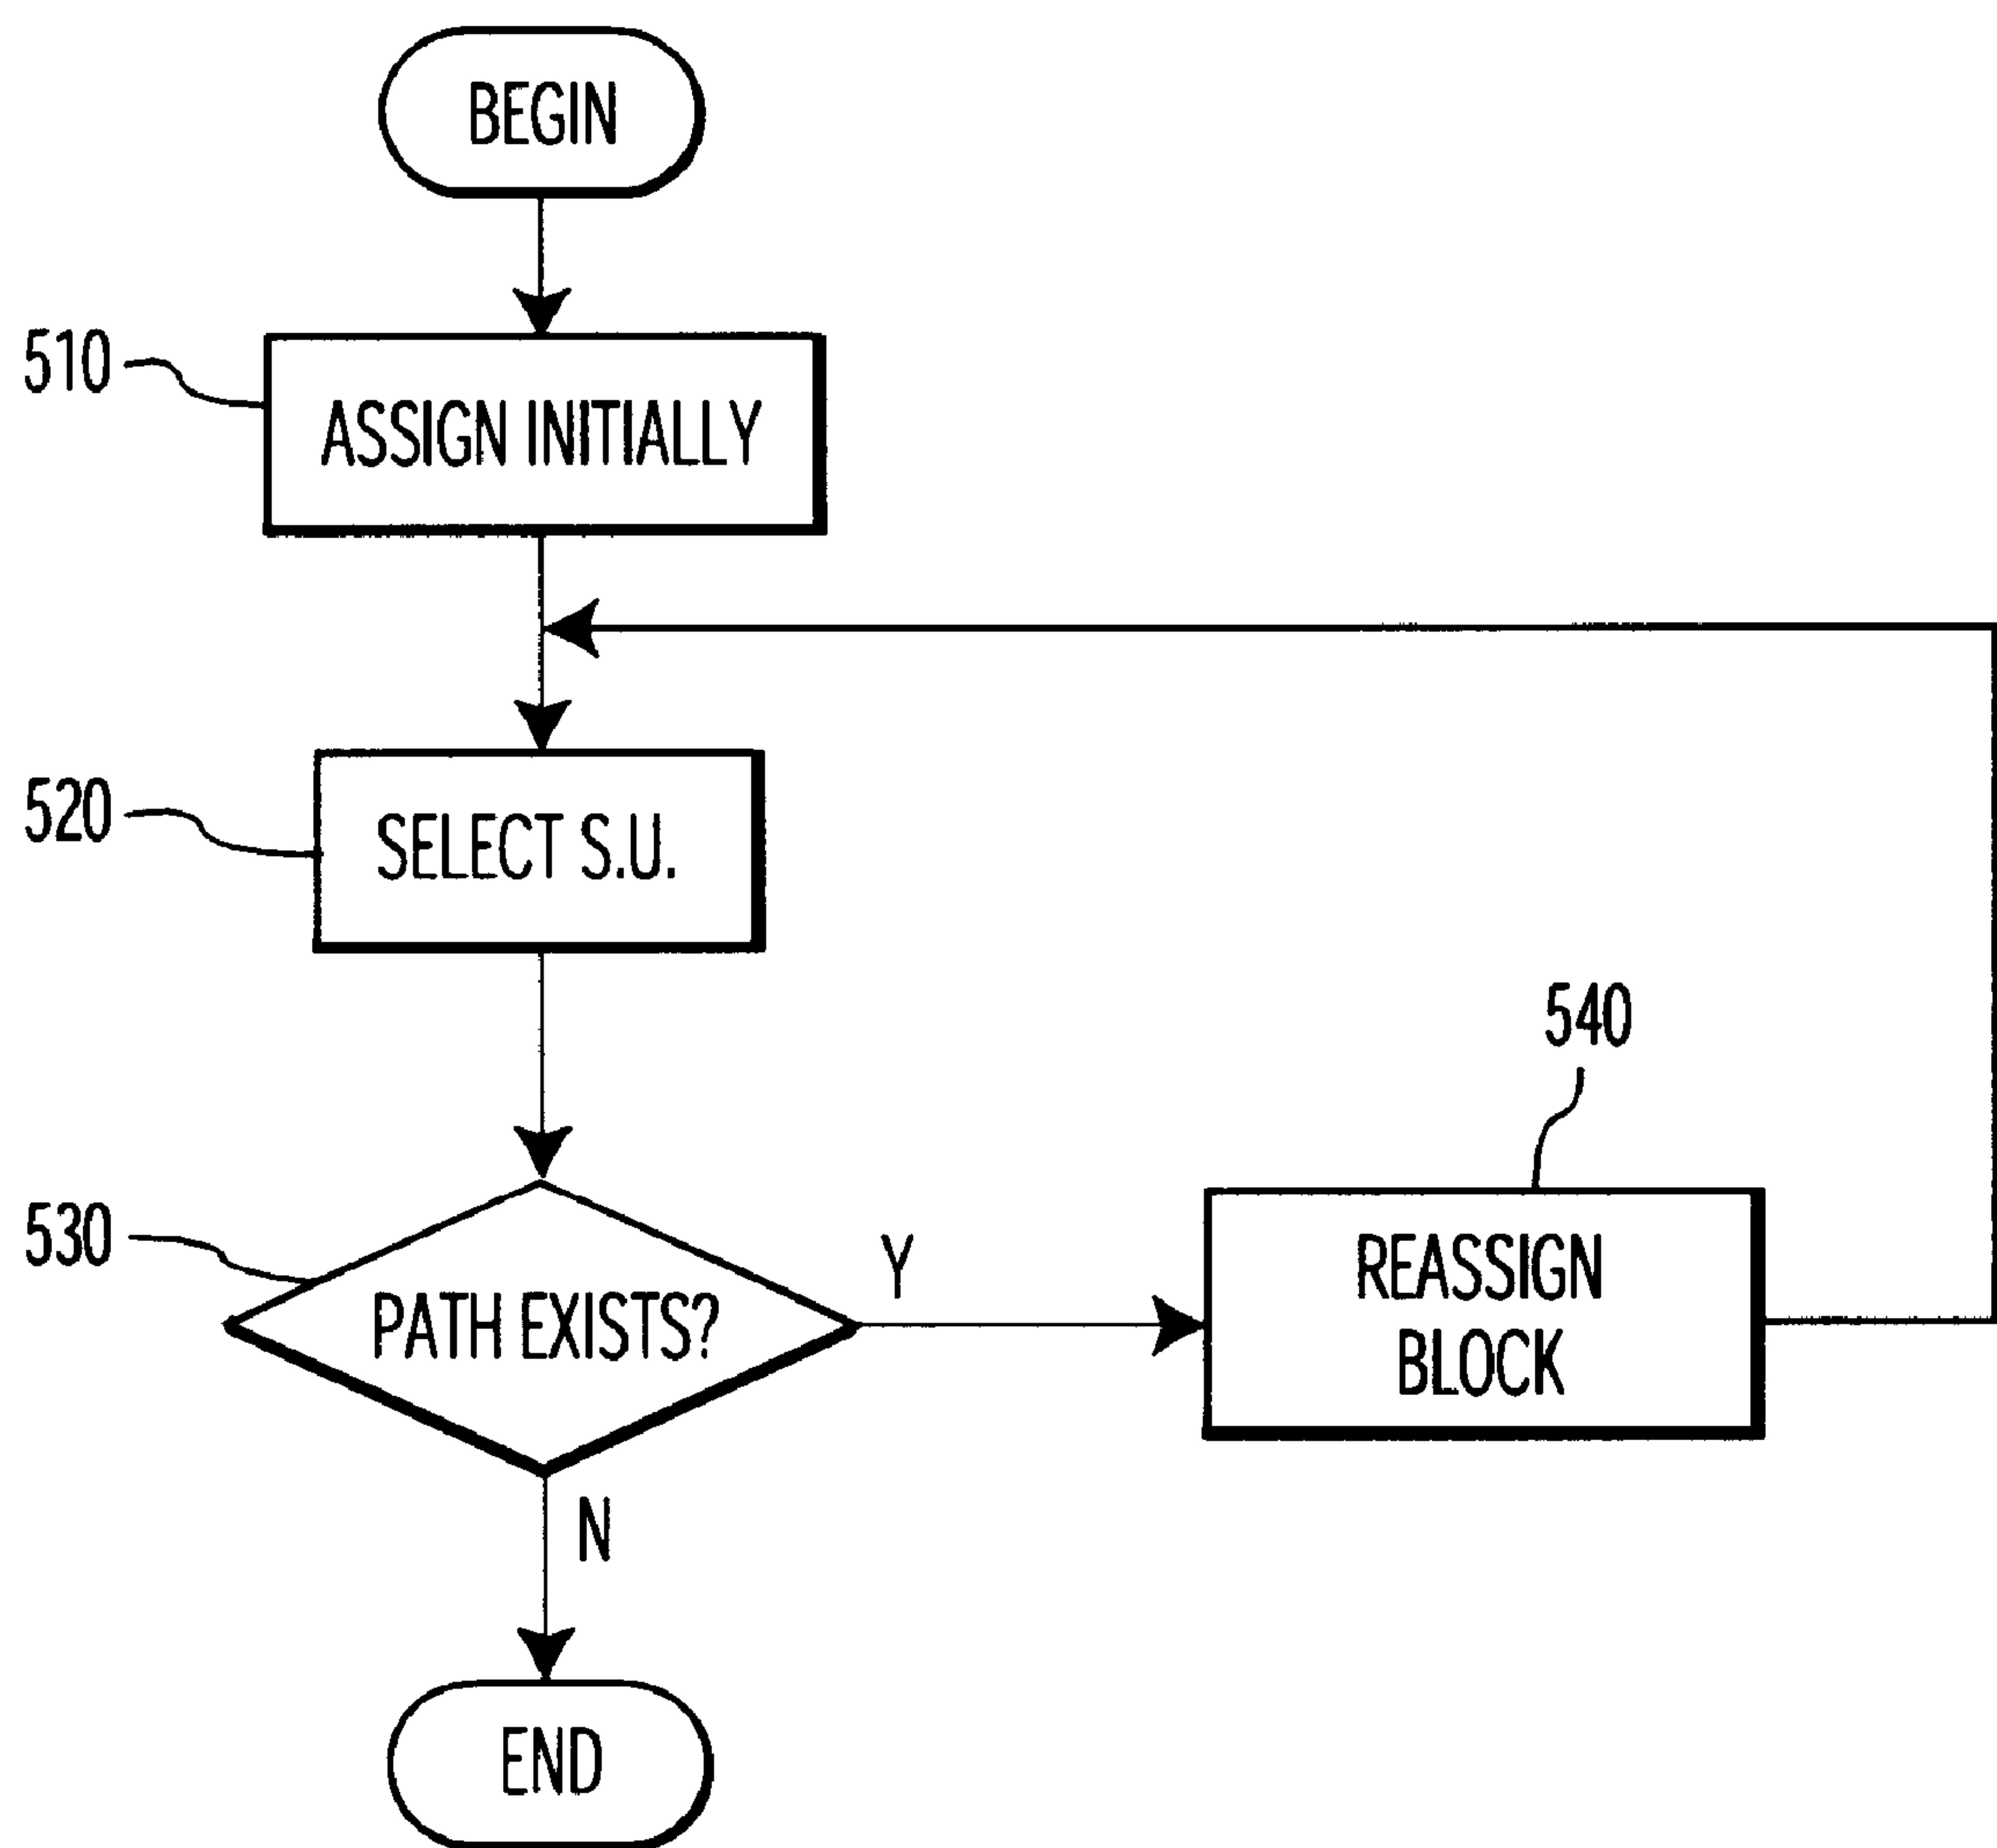 BEGIN
510
ASSIGN INITIALLY
520
SELECT S.U.
540
530
PATH EXISTS?
Y
REASSIGN
BLOCK
N
END